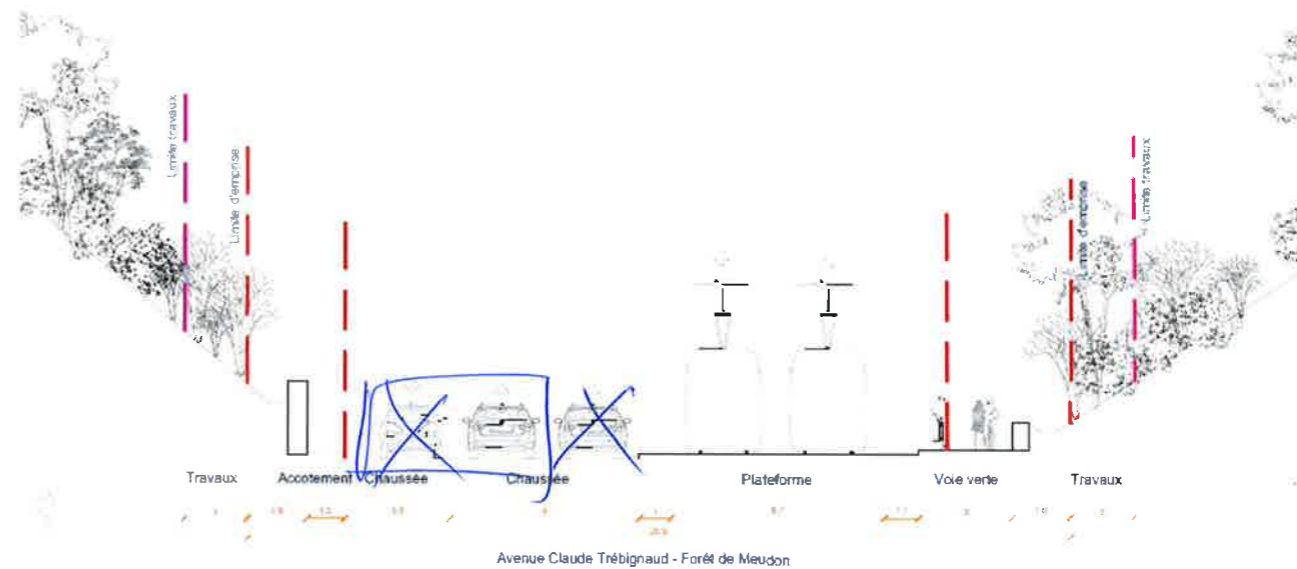 Limite travaux
Limite d'emprise
Limite d'emprise
Limite travaux
Travaux Accotement Chaussée Chaussée Plateforme Voie verte Travaux
Avenue Claude Trébignaud - Forêt de Meudon